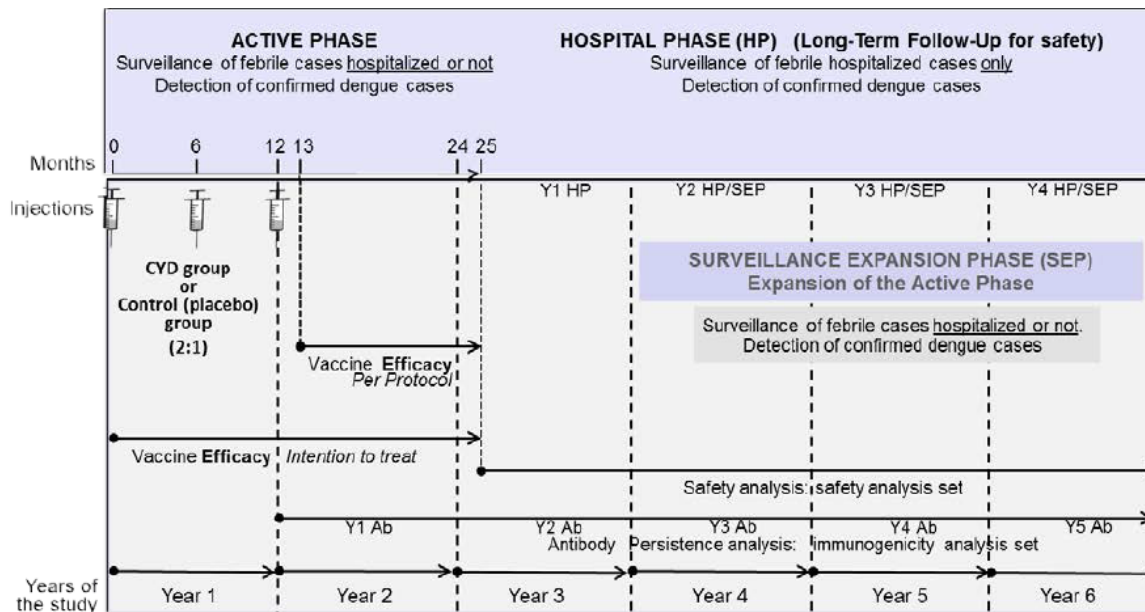 ACTIVE PHASE
Surveillance of febrile cases hospitalized or not
Detection of confirmed dengue cases
HOSPITAL PHASE (HP) (Long-Term Follow-Up for safety)
Surveillance of febrile hospitalized cases only
Detection of confirmed dengue cases
0 6 12 13 24 25
Months
Injections
Y1 HP Y2 HP/SEP Y3 HP/SEP Y4 HP/SEP
CYD group
or
Control (placebo)
group
(2:1)
SURVEILLANCE EXPANSION PHASE (SEP)
Expansion of the Active Phase
Surveillance of febrile cases hospitalized or not.
Detection of confirmed dengue cases
Vaccine Efficacy
Per Protocol
Vaccine Efficacy Intention to treat
Safety analysis: safety analysis set
Y1 Ab Y2 Ab Y3 Ab Y4 Ab Y5 Ab
Antibody Persistence analysis: immunogenicity analysis set
Years of
the study
Year 1 Year 2 Year 3 Year 4 Year 5 Year 6